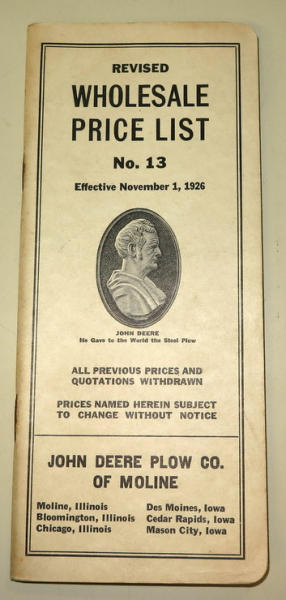 REVISED
WHOLESALE
PRICE LIST
No. 13
Effective November 1, 1926
JOHN DEERE
He Gave to the World the Steel Plow
ALL PREVIOUS PRICES AND
QUOTATIONS WITHDRAWN
PRICES NAMED HEREIN SUBJECT
TO CHANGE WITHOUT NOTICE
JOHN DEERE PLOW CO.
OF MOLINE
Moline, Illinois
Bloomington, Illinois
Chicago, Illinois
Des Moines, Iowa
Cedar Rapids, Iowa
Mason City, Iowa